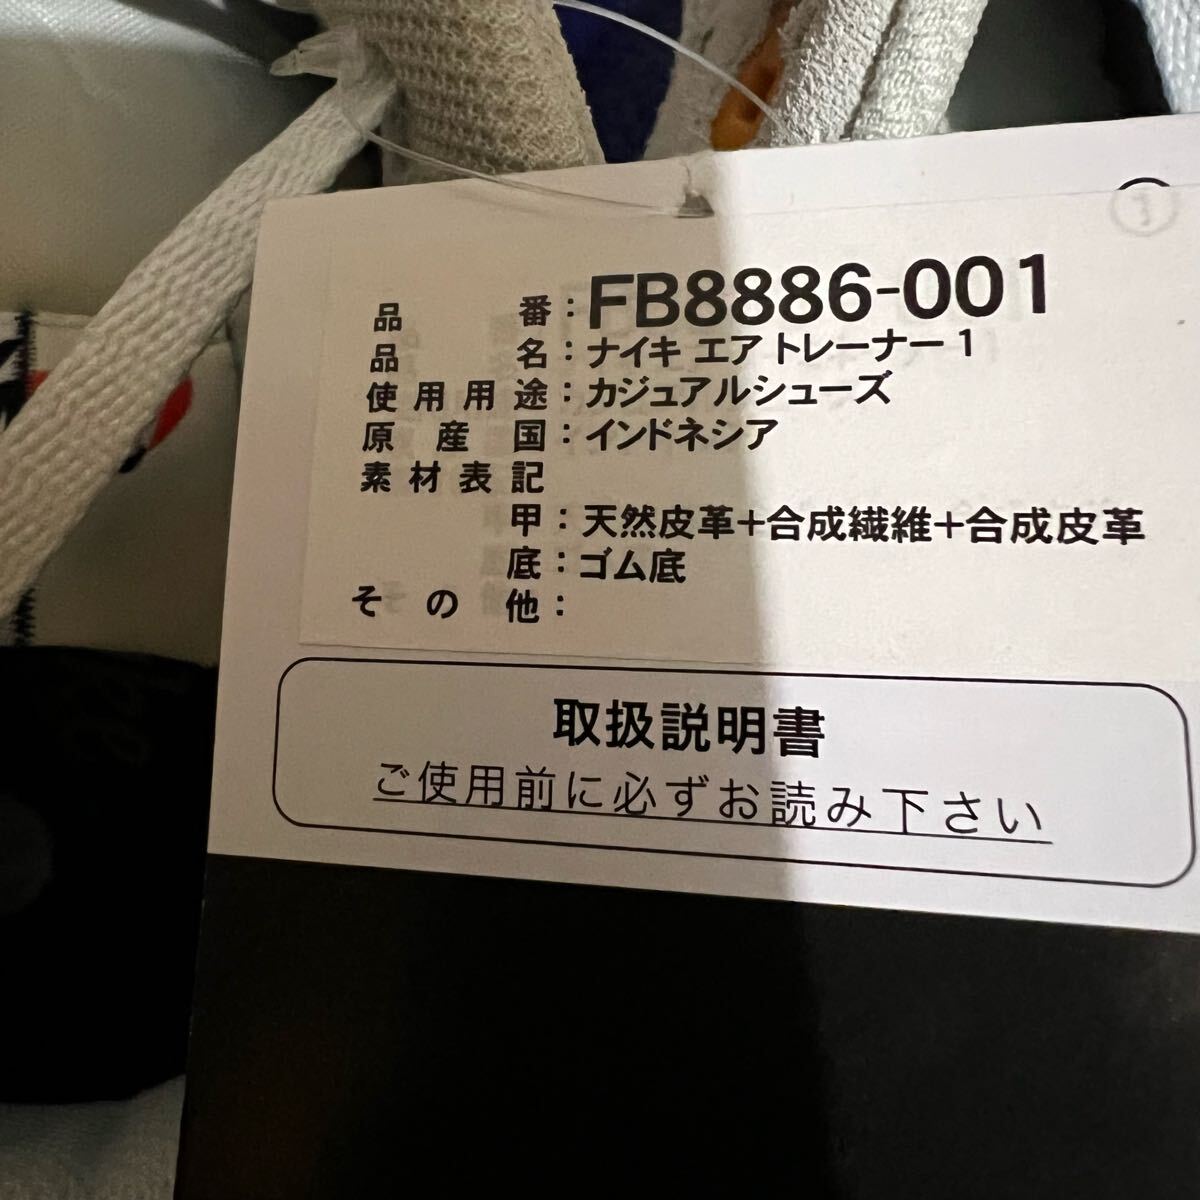 品番：FB8886-001
品名：ナイキ エア トレーナー 1
使用用途：カジュアルシューズ
原産国：インドネシア
素材表記
甲：天然皮革+合成繊維+合成皮革
底：ゴム底
その他：
取扱説明書
ご使用前に必ずお読み下さい